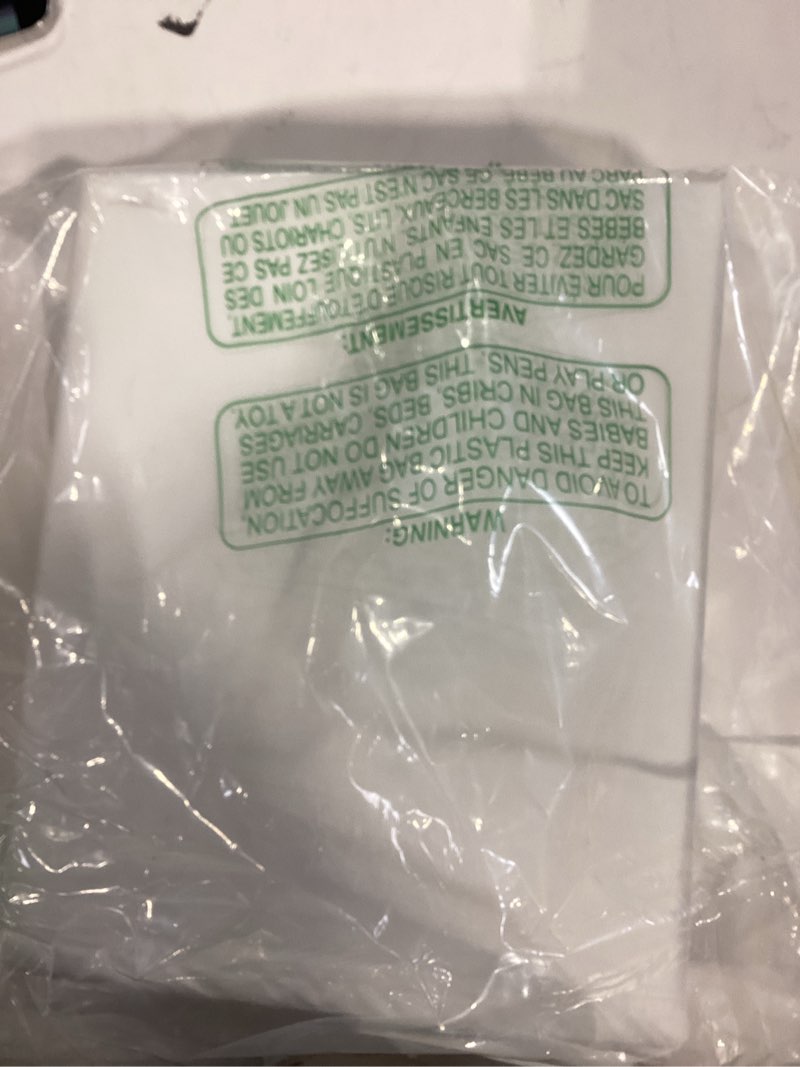 WARNING:
TO AVOID DANGER OF SUFFOCATION
KEEP THIS PLASTIC BAG AWAY FROM
BABIES AND CHILDREN DO NOT USE
THIS BAG IN CRIBS, BEDS, CARRIAGES
OR PLAY PENS. THIS BAG IS NOT A TOY
AVERTISSEMENT:
POUR ÉVITER TOUT RISQUE D'ÉTOUFFEMENT,
GARDEZ CE SAC EN PLASTIQUE LOIN DES
BEBES ET LES ENFANTS. N'UTILISEZ PAS CE
SAC DANS LES BERCEAUX, LITS, CHARIOTS OU
PARC AU BEBE. CE SAC N'EST PAS UN JOUET.